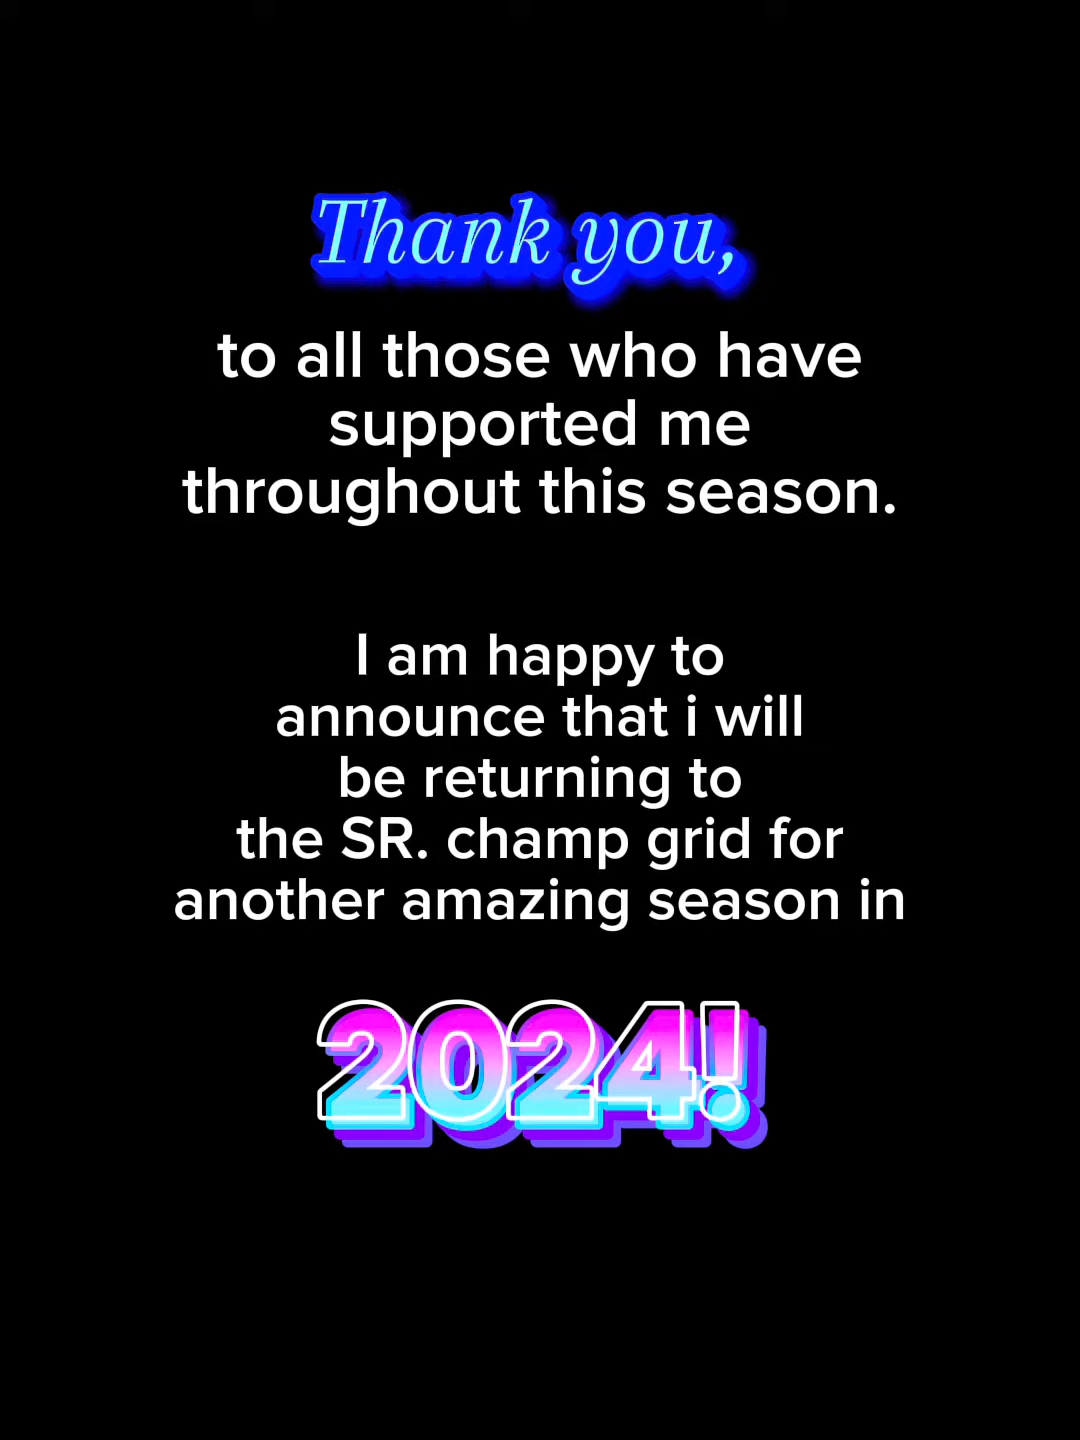 Thank you,
to all those who have
supported me
throughout this season.
I am happy to
announce that i will
be returning to
the SR. champ grid for
another amazing season in
2024!